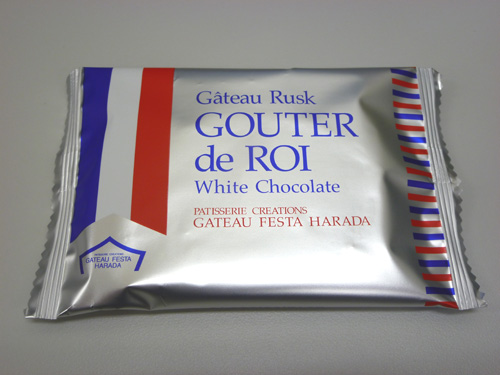 Gâteau Rusk
GOUTER
de ROI
White Chocolate
PATISSERIE CREATIONS
GATEAU FESTA HARADA
GATEAU FESTA
HARADA